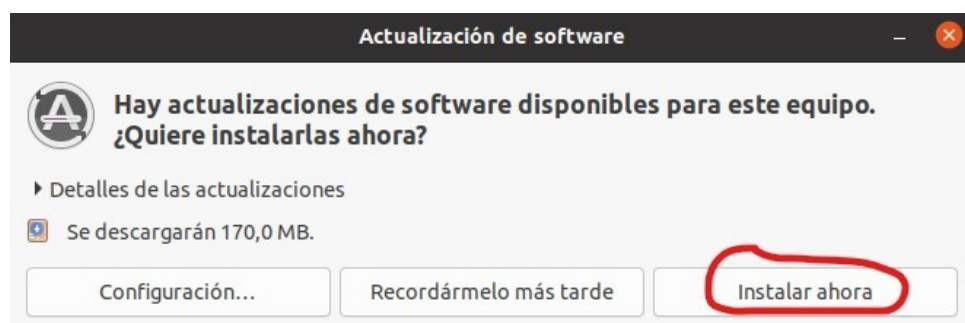 Actualización de software
Hay actualizaciones de software disponibles para este equipo.
¿Quiere instalarlas ahora?
Detalles de las actualizaciones
Se descargarán 170,0 MB.
Configuración...
Recordármelo más tarde
Instalar ahora